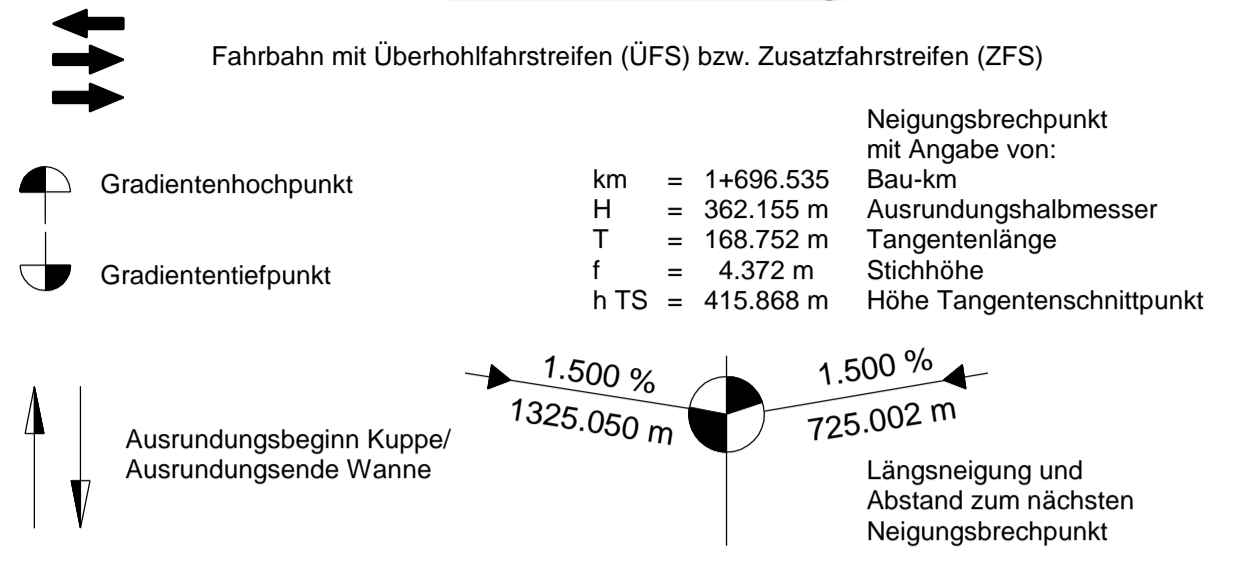 Fahrbahn mit Überhohlfahrstreifen (ÜFS) bzw. Zusatzfahrstreifen (ZFS)
Gradientenhochpunkt
Gradiententiefpunkt
Neigungsbrechpunkt
mit Angabe von:
km = 1+696.535 Bau-km
H = 362.155 m Ausrundungshalbmesser
T = 168.752 m Tangentenlänge
f = 4.372 m Stichhöhe
h TS = 415.868 m Höhe Tangentenschnittpunkt
Ausrundungsbeginn Kuppe/
Ausrundungsende Wanne
1.500 %
1325.050 m
1.500 %
725.002 m
Längsneigung und
Abstand zum nächsten
Neigungsbrechpunkt